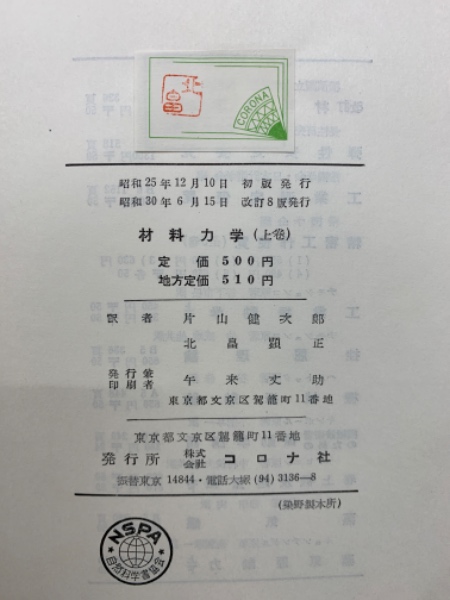 CORONA
昭和25年12月10日 初版発行
昭和30年6月15日 改訂8版発行
材料力学(上巻)
定価 500円
地方定価 510円
訳者 片山健次郎
北畠顕正
発行兼
印刷者 牛来丈助
東京都文京区駕籠町11番地
東京都文京区駕籠町11番地
発行所 株式会社 コロナ社
振替東京 14844・電話大塚(94)3136—8
NSPA
自然科学書協会